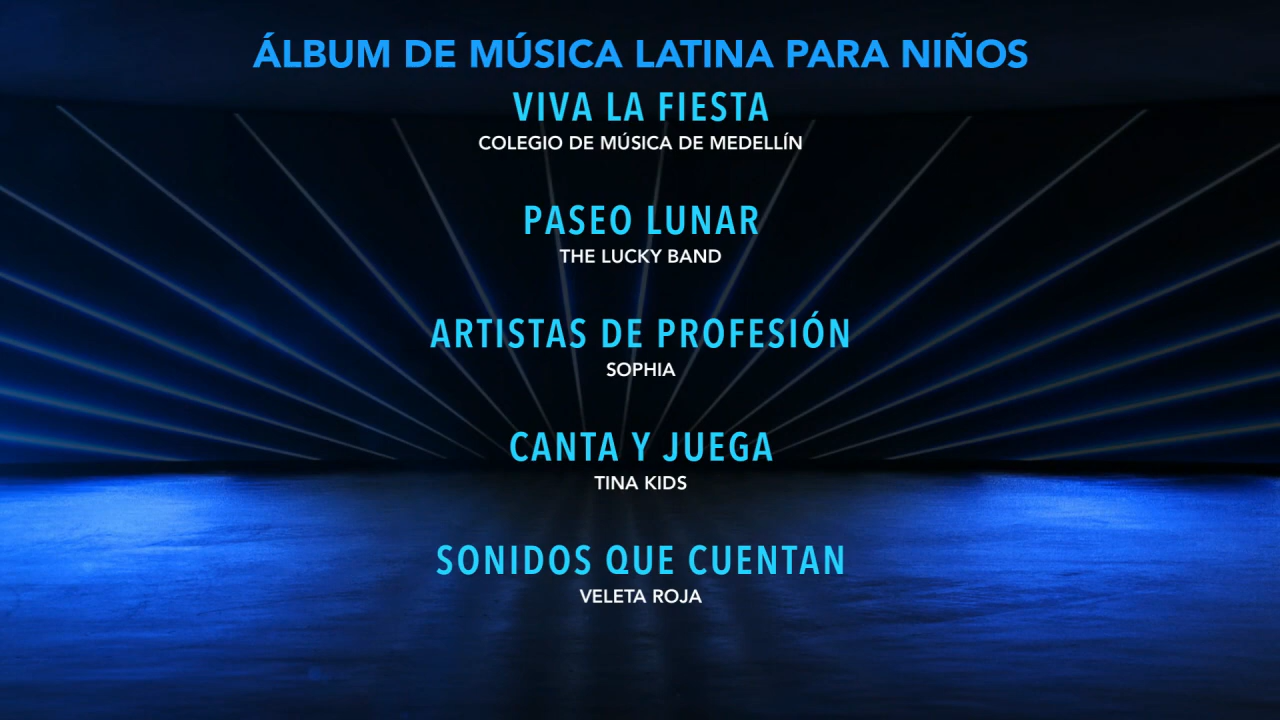 ÁLBUM DE MÚSICA LATINA PARA NIÑOS
VIVA LA FIESTA
COLEGIO DE MÚSICA DE MEDELLÍN
PASEO LUNAR
THE LUCKY BAND
ARTISTAS DE PROFESIÓN
SOPHIA
CANTA Y JUEGA
TINA KIDS
SONIDOS QUE CUENTAN
VELETA ROJA